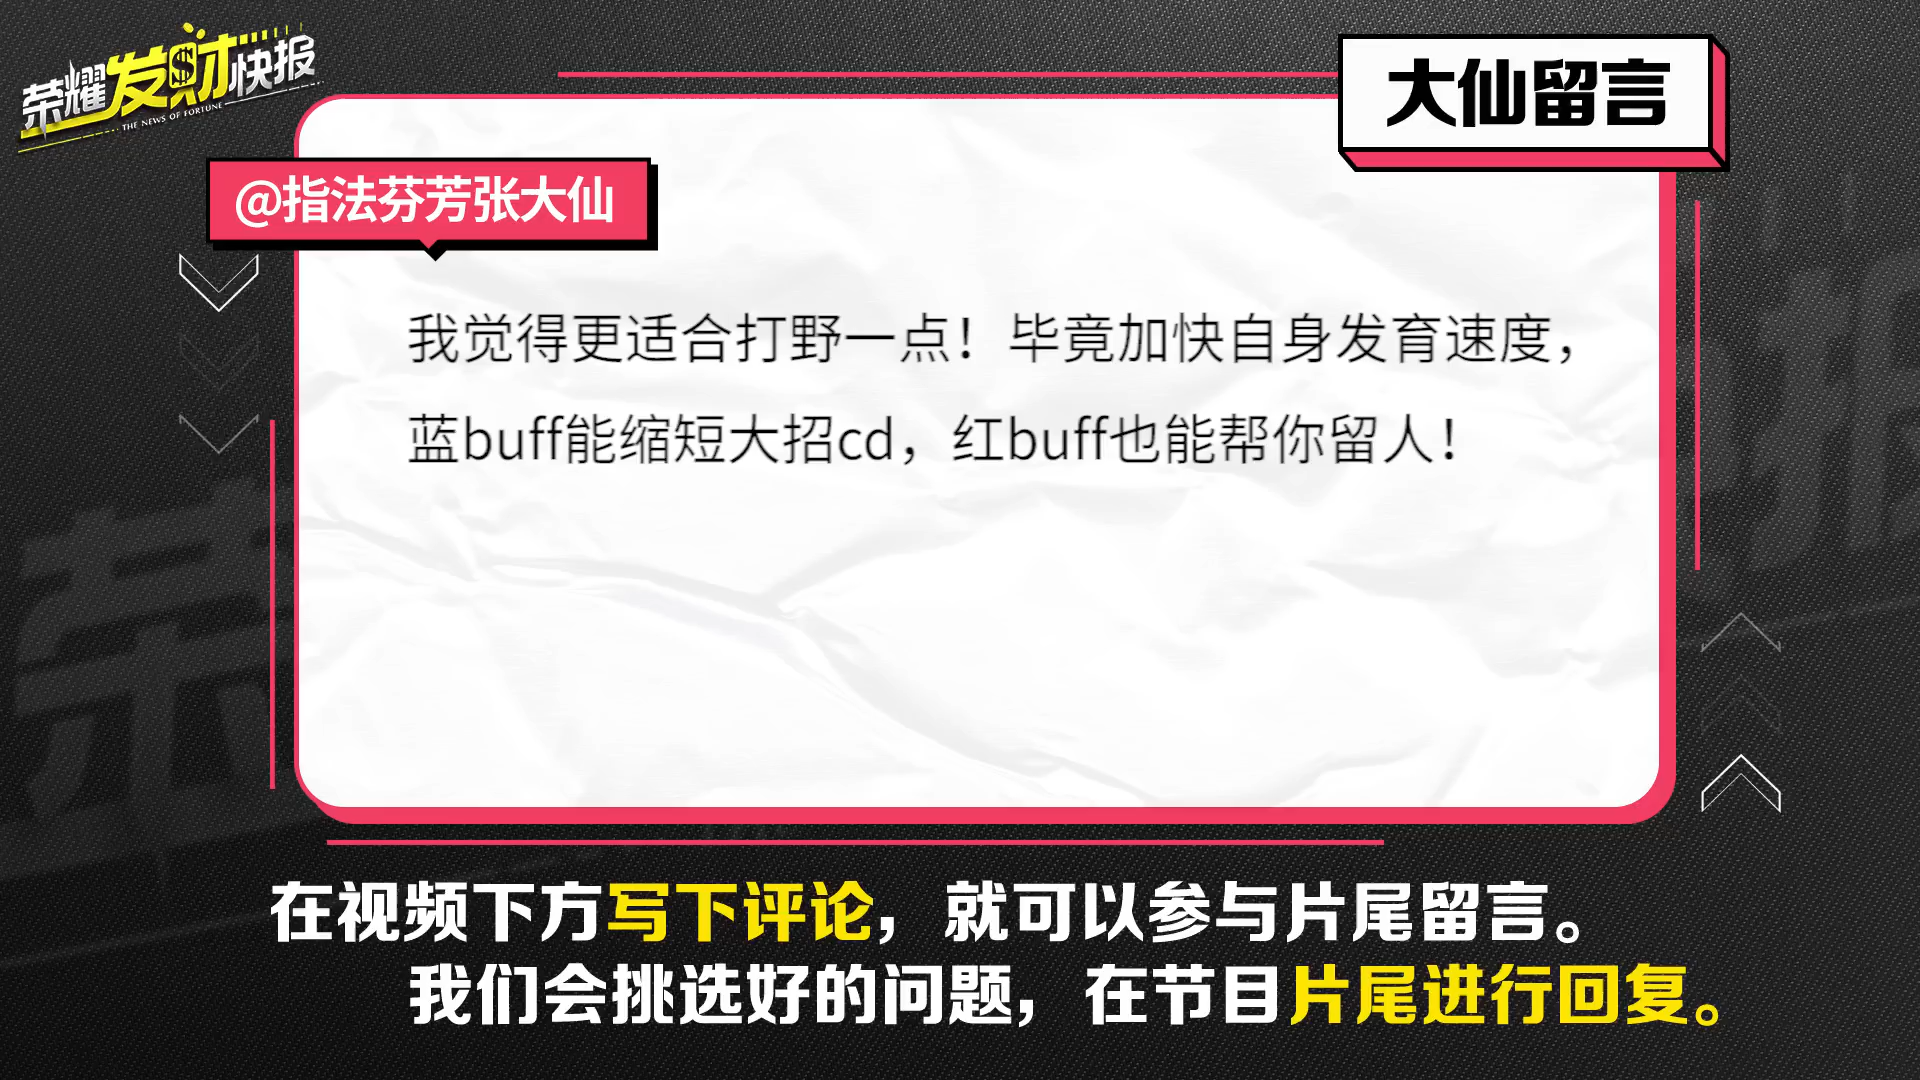 荣耀发财快报
THE NEWS OF FORTUNE
大仙留言
@指法芬芳张大仙
我觉得更适合打野一点！毕竟加快自身发育速度，
蓝buff能缩短大招cd，红buff也能帮你留人！
在视频下方写下评论，就可以参与片尾留言。
我们会挑选好的问题，在节目片尾进行回复。